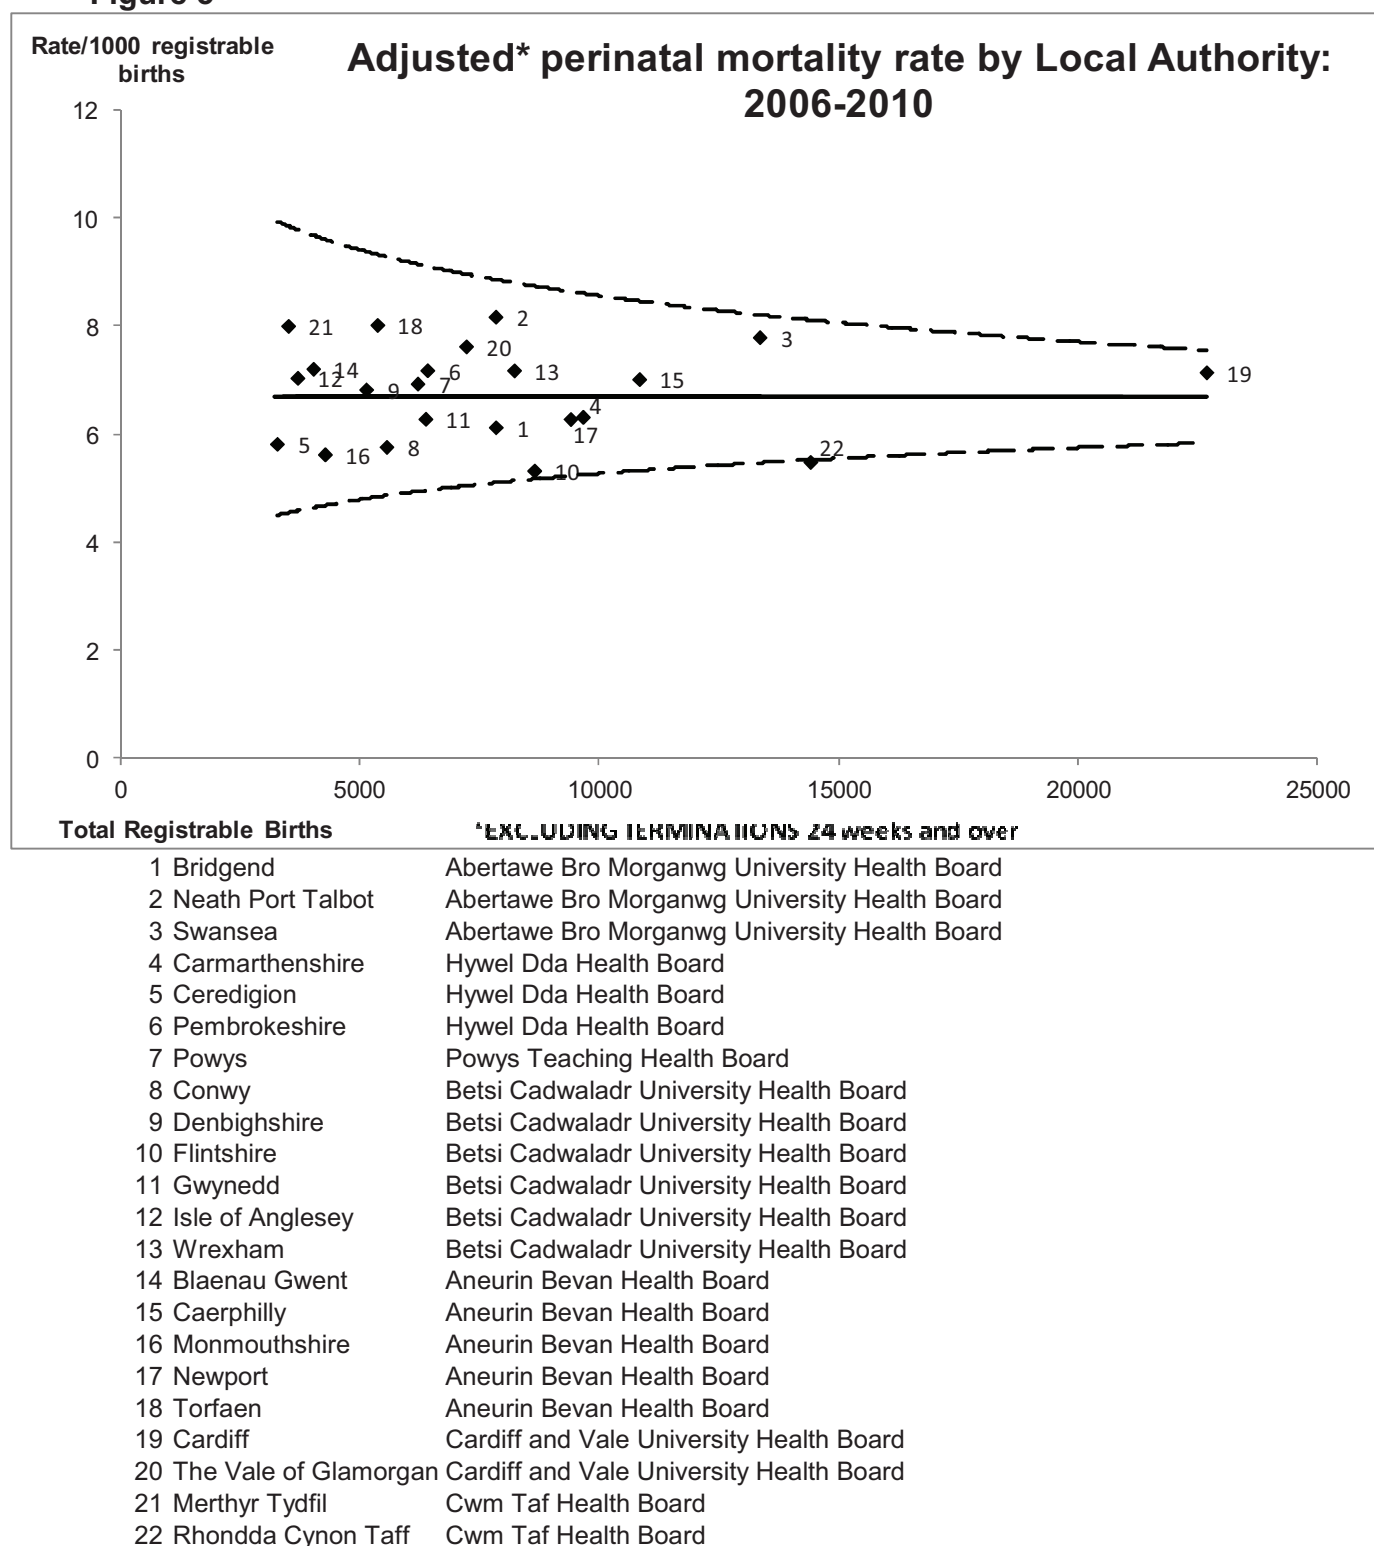 Figure
Rate/1000 registrable
births
Adjusted* perinatal mortality rate by Local Authority:
2006-2010
12
10
8
6
4
2
0
21
18
2
20
3
14
12
9
6
7
13
15
19
5
16
8
11
1
4
17
10
22
0 5000 10000 15000 20000 25000
Total Registrable Births *EXCLUDING TERMINATIONS 24 weeks and over
1 Bridgend Abertawe Bro Morganwg University Health Board
2 Neath Port Talbot Abertawe Bro Morganwg University Health Board
3 Swansea Abertawe Bro Morganwg University Health Board
4 Carmarthenshire Hywel Dda Health Board
5 Ceredigion Hywel Dda Health Board
6 Pembrokeshire Hywel Dda Health Board
7 Powys Powys Teaching Health Board
8 Conwy Betsi Cadwaladr University Health Board
9 Denbighshire Betsi Cadwaladr University Health Board
10 Flintshire Betsi Cadwaladr University Health Board
11 Gwynedd Betsi Cadwaladr University Health Board
12 Isle of Anglesey Betsi Cadwaladr University Health Board
13 Wrexham Betsi Cadwaladr University Health Board
14 Blaenau Gwent Aneurin Bevan Health Board
15 Caerphilly Aneurin Bevan Health Board
16 Monmouthshire Aneurin Bevan Health Board
17 Newport Aneurin Bevan Health Board
18 Torfaen Aneurin Bevan Health Board
19 Cardiff Cardiff and Vale University Health Board
20 The Vale of Glamorgan Cardiff and Vale University Health Board
21 Merthyr Tydfil Cwm Taf Health Board
22 Rhondda Cynon Taff Cwm Taf Health Board